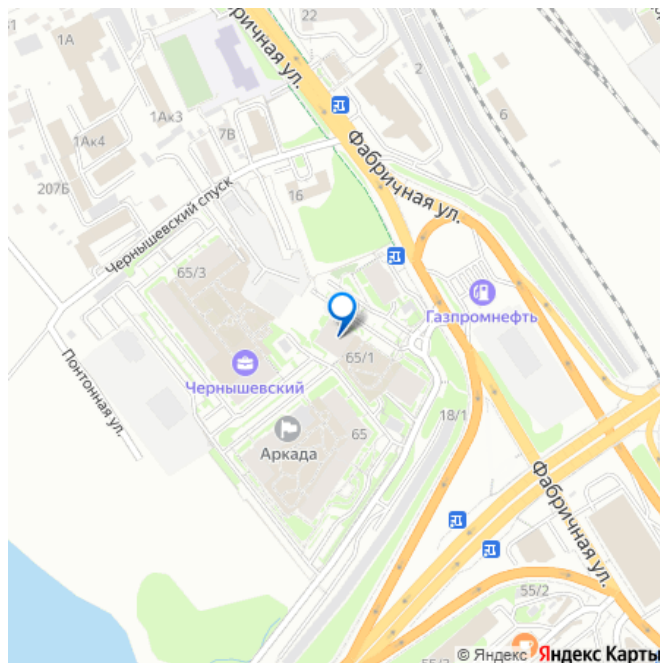 22
1А
Фабричная ул.
2
1Ак3
7В
6
1Ак4
Фабричная ул.
207Б
16
Чернышевский спуск
65/3
Газпромнефть
65/1
Чернышевский
Понтонная ул.
18/1
65
Аркада
Фабричная ул.
55/2
© Яндекс Яндекс Карты